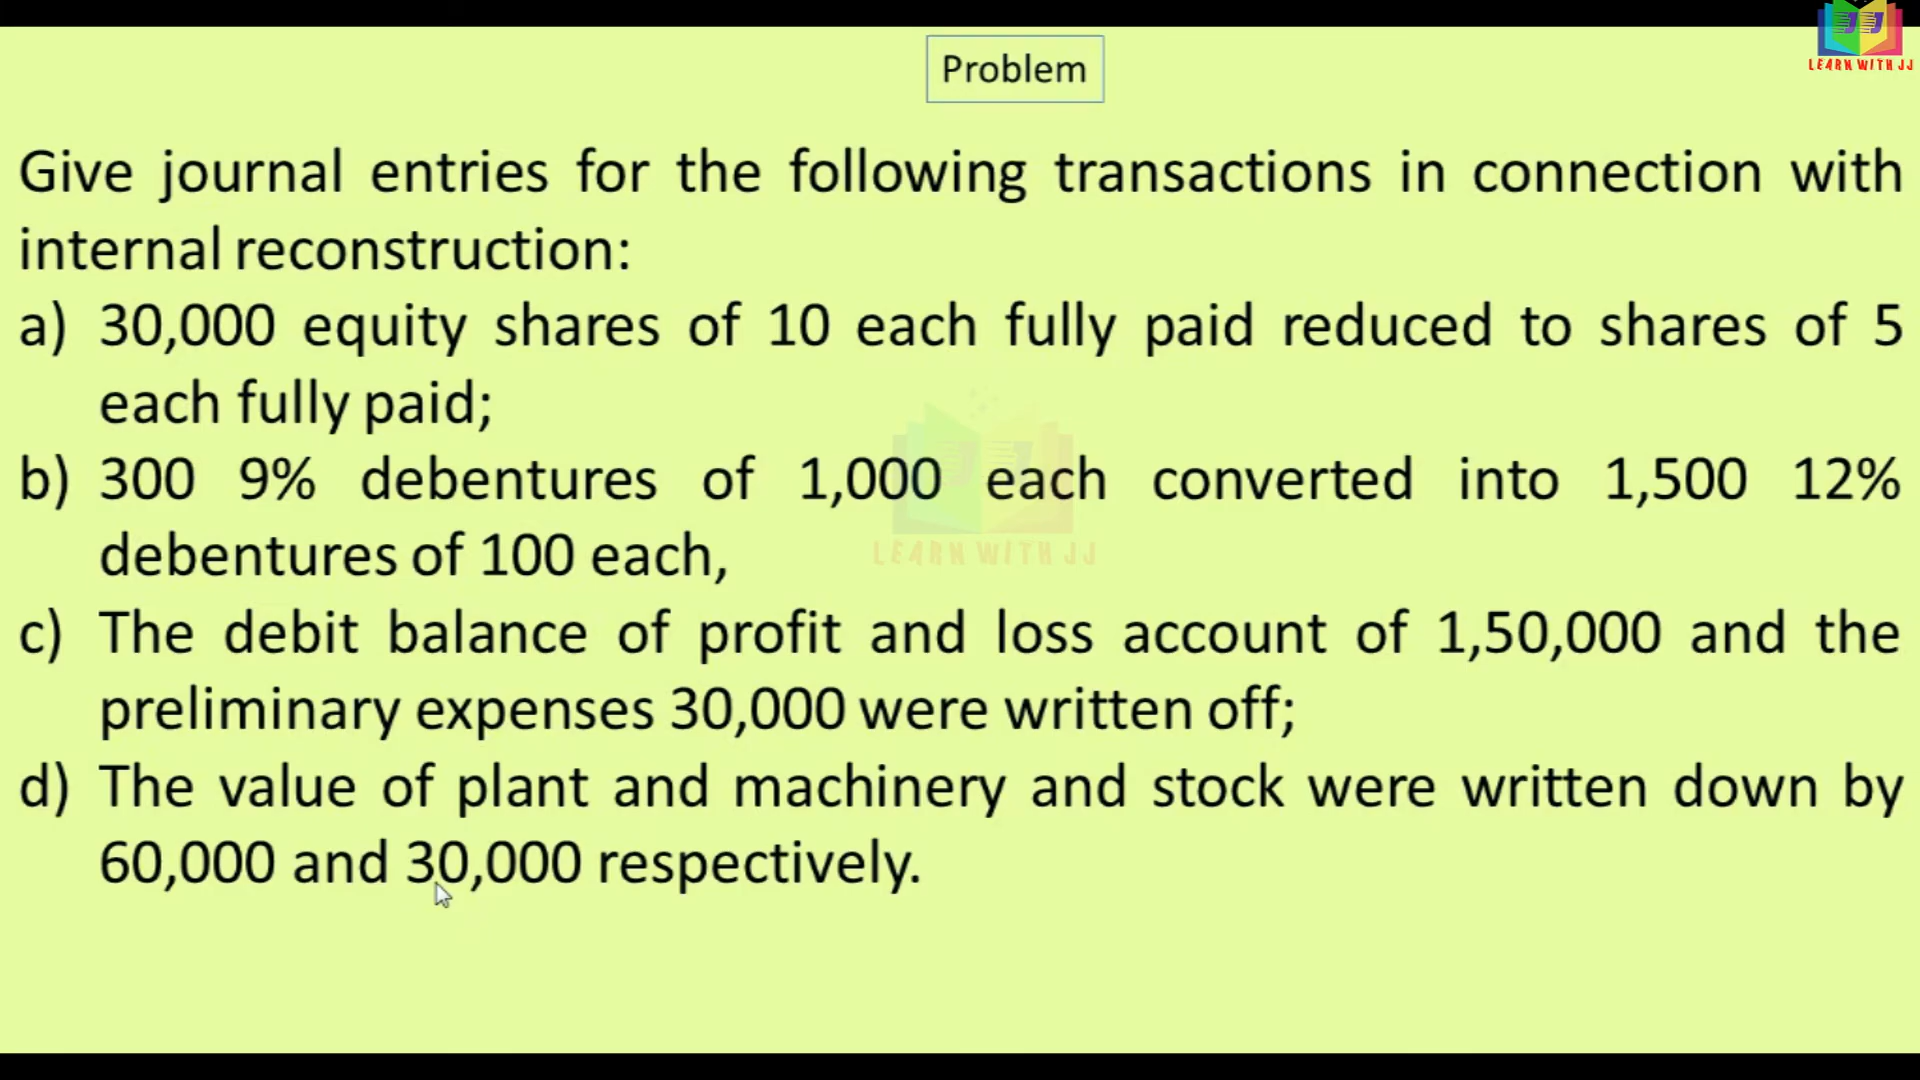 LEARN WITH JJ
Problem
Give journal entries for the following transactions in connection with
internal reconstruction:
a) 30,000 equity shares of 10 each fully paid reduced to shares of 5
each fully paid;
b) 300 9% debentures of 1,000 each converted into 1,500 12%
debentures of 100 each,
LEARN WITH JJ
c) The debit balance of profit and loss account of 1,50,000 and the
preliminary expenses 30,000 were written off;
d) The value of plant and machinery and stock were written down by
60,000 and 30,000 respectively.